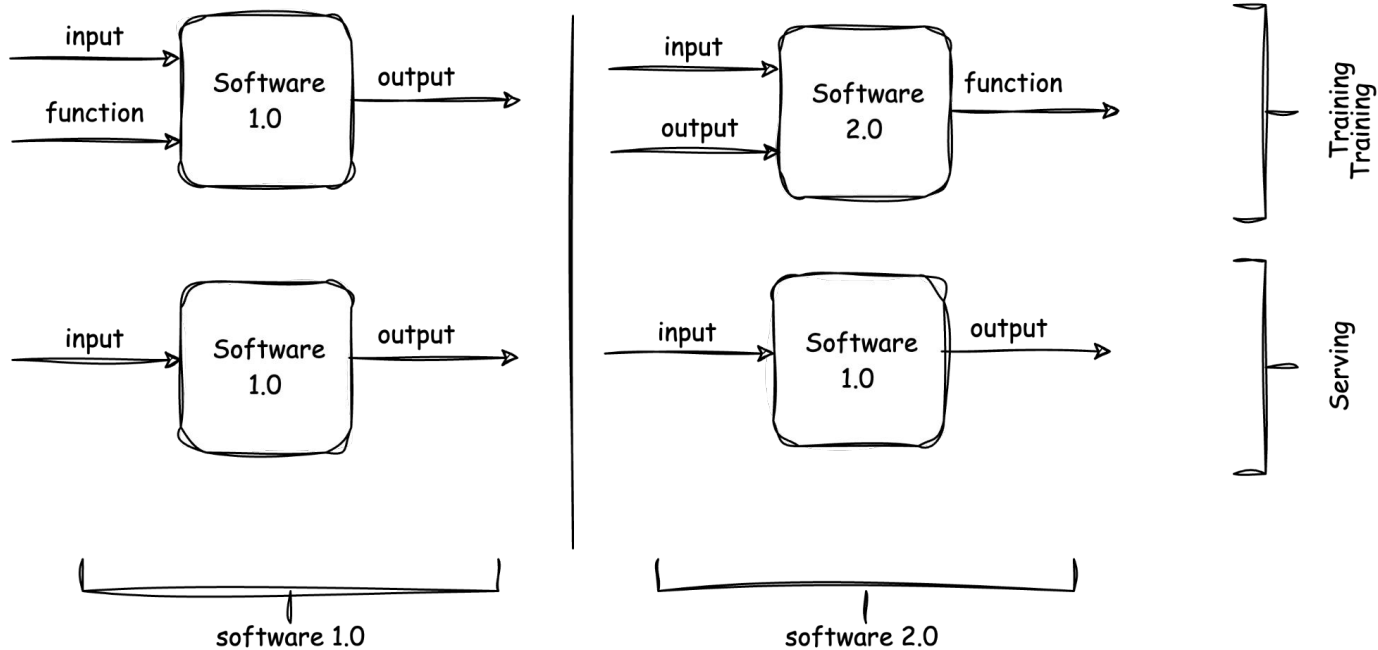 input
function
Software
1.0
output
input
output
Software
2.0
function
Training
Training
input
Software
1.0
output
input
Software
1.0
output
Serving
software 1.0
software 2.0